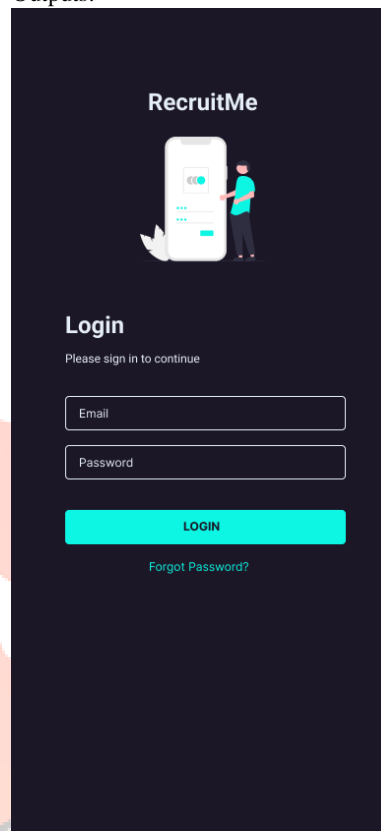 Outputs:
RecruitMe
Login
Please sign in to continue
Email
Password
LOGIN
Forgot Password?